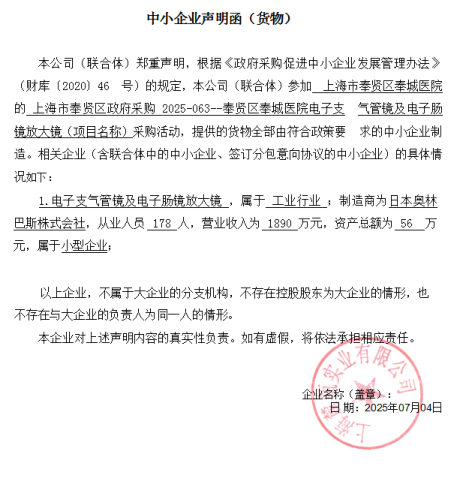 中小企业声明函（货物）
本公司（联合体）郑重声明，根据《政府采购促进中小企业发展管理办法》
（财库〔2020〕46 号）的规定，本公司（联合体）参加 上海市奉贤区奉城医院
的 上海市奉贤区政府采购 2025-063--奉贤区奉城医院电子支 气管镜及电子肠
镜放大镜（项目名称）采购活动，提供的货物全部由符合政策要 求的中小企业制
造。相关企业（含联合体中的中小企业、签订分包意向协议的中小企业）的具体情
况如下：
1.电子支气管镜及电子肠镜放大镜 ，属于 工业行业 ；制造商为日本奥林
巴斯株式会社，从业人员 178 人，营业收入为 1890 万元，资产总额为 56 万
元，属于小型企业；
以上企业，不属于大企业的分支机构，不存在控股股东为大企业的情形，也
不存在与大企业的负责人为同一人的情形。
本企业对上述声明内容的真实性负责。如有虚假，将依法承担相应责任。
企业名称（盖章）：
日 期：2025年07月04日
上海
实业有限公司